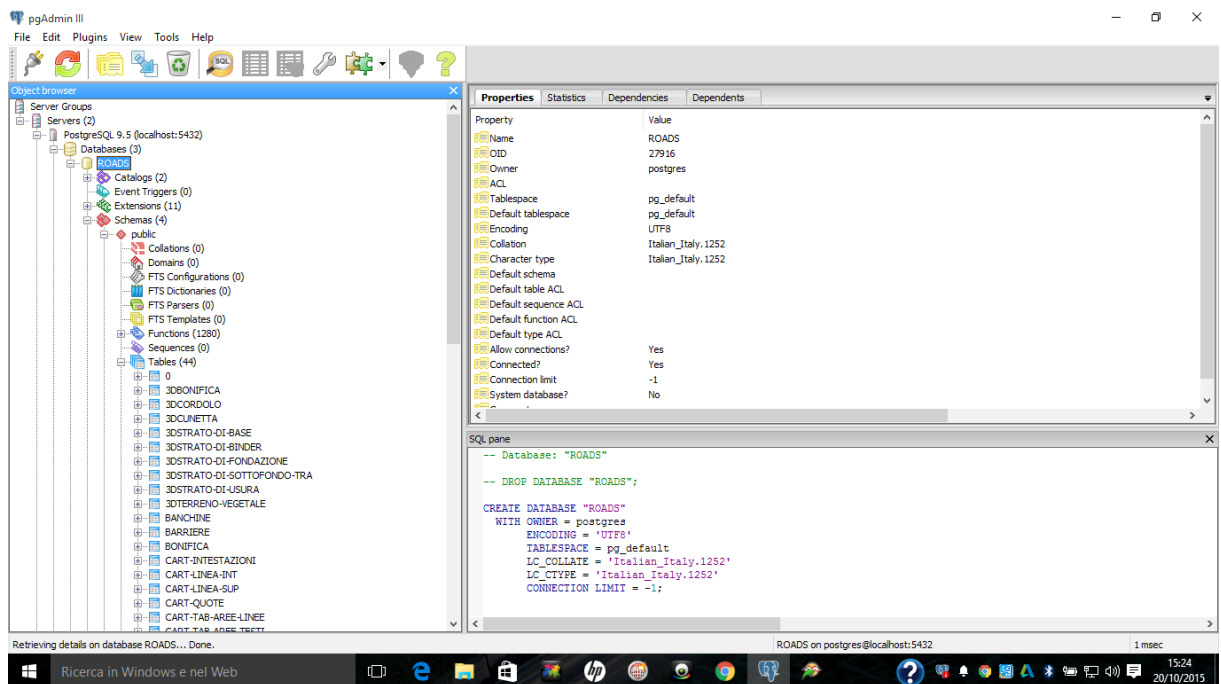 pgAdmin III
File Edit Plugins View Tools Help
SQL
Object browser
Server Groups
Servers (2)
PostgreSQL 9.5 (localhost:5432)
Databases (3)
ROADS
Catalogs (2)
Event Triggers (0)
Extensions (11)
Schemas (4)
public
Collations (0)
Domains (0)
FTS Configurations (0)
FTS Dictionaries (0)
FTS Parsers (0)
FTS Templates (0)
Functions (1280)
Sequences (0)
Tables (44)
0
3DBONIFICA
3DCORDOLO
3DCUNETTA
3DSTRATO-DI-BASE
3DSTRATO-DI-BINDER
3DSTRATO-DI-FONDAZIONE
3DSTRATO-DI-SOTTOFONDO-TRA
3DSTRATO-DI-USURA
3DTERRENO-VEGETALE
BANCHINE
BARRIERE
BONIFICA
CART-INTESTAZIONI
CART-LINEA-INT
CART-LINEA-SUP
CART-QUOTE
CART-TAB-AREE-LINEE
CART-TAB-AREE-TESTI
Properties Statistics Dependencies Dependents
Property Value
Name ROADS
OID 27916
Owner postgres
ACL
Tablespace pg_default
Default tablespace pg_default
Encoding UTF8
Collation Italian_Italy.1252
Character type Italian_Italy.1252
Default schema
Default table ACL
Default sequence ACL
Default function ACL
Default type ACL
Allow connections? Yes
Connected? Yes
Connection limit -1
System database? No
SQL pane
-- Database: "ROADS"
-- DROP DATABASE "ROADS";
CREATE DATABASE "ROADS"
WITH OWNER = postgres
ENCODING = 'UTF8'
TABLESPACE = pg_default
LC_COLLATE = 'Italian_Italy.1252'
LC_CTYPE = 'Italian_Italy.1252'
CONNECTION LIMIT = -1;
Retrieving details on database ROADS... Done.
ROADS on postgres@localhost:5432
1 msec
Ricerca in Windows e nel Web
hp
15:24
20/10/2015